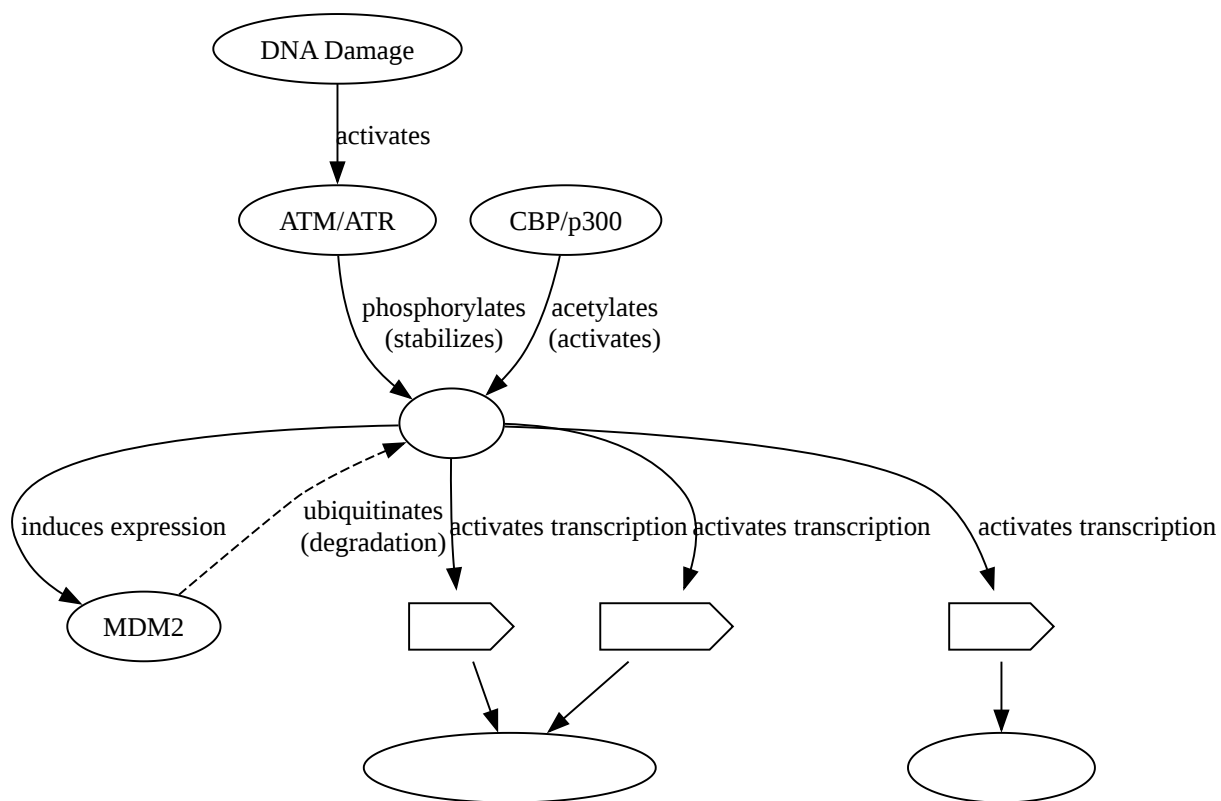 DNA Damage
activates
ATM/ATR
CBP/p300
phosphorylates
(stabilizes)
acetylates
(activates)
induces expression
ubiquitinates
(degradation)
activates transcription
activates transcription
activates transcription
MDM2